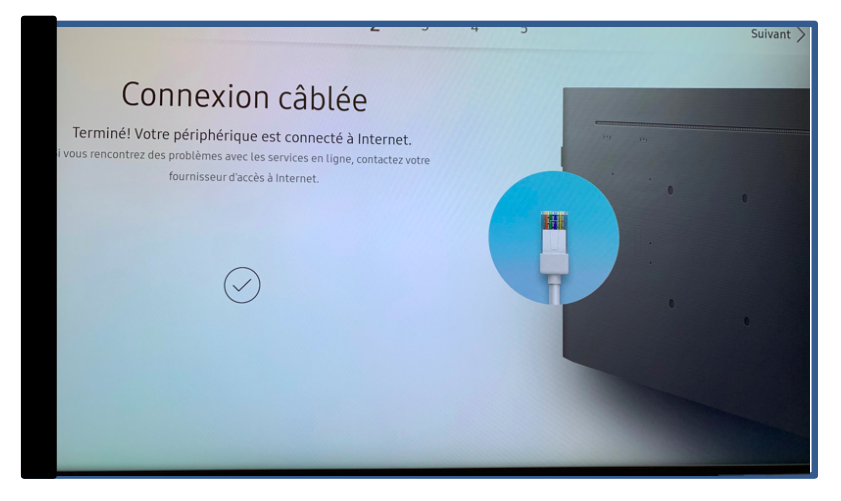 2 3 4 5
Suivant
Connexion câblée
Terminé! Votre périphérique est connecté à Internet.
i vous rencontrez des problèmes avec les services en ligne, contactez votre
fournisseur d'accès à Internet.